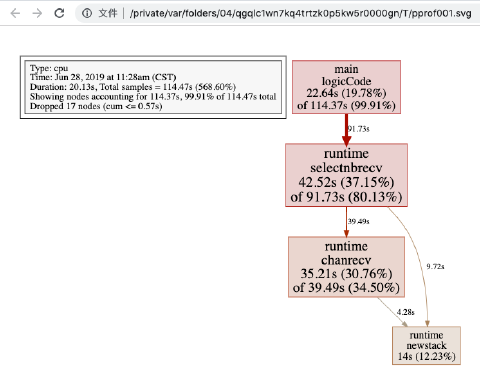 文件
/private/var/folders/04/qgqlc1wn7kq4trtzk0p5kw5r0000gn/T/pprof001.svg
Type: cpu
Time: Jun 28, 2019 at 11:28am (CST)
Duration: 20.13s, Total samples = 114.47s (568.60%)
Showing nodes accounting for 114.37s, 99.91% of 114.47s total
Dropped 17 nodes (cum <= 0.57s)
main
logicCode
22.64s (19.78%)
of 114.37s (99.91%)
91.73s
runtime
selectnbrecv
42.52s (37.15%)
of 91.73s (80.13%)
39.49s
runtime
chanrecv
35.21s (30.76%)
of 39.49s (34.50%)
9.72s
4.28s
runtime
newstack
14s (12.23%)